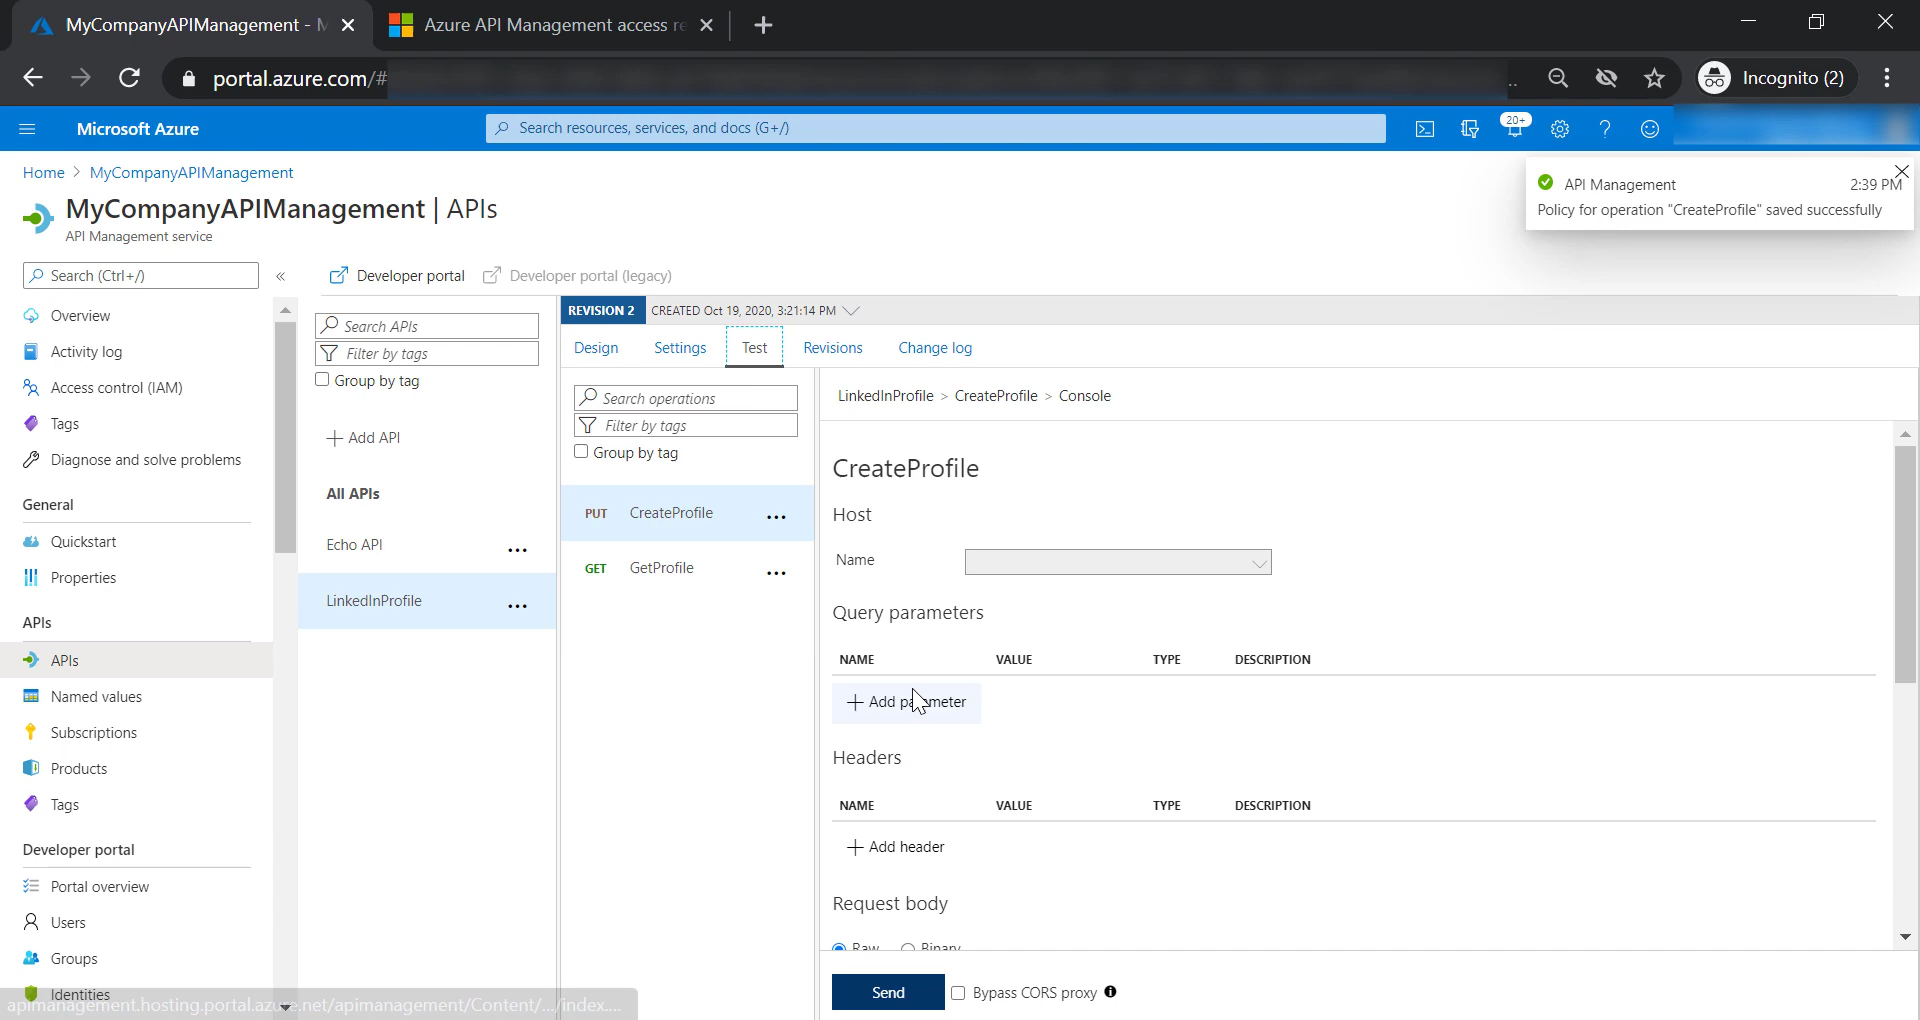 MyCompanyAPIManagement - M
Azure API Management access re
portal.azure.com/#
..
Incognito (2)
Microsoft Azure
Search resources, services, and docs (G+/)
20+
Home > MyCompanyAPIManagement
MyCompanyAPIManagement | APIs
API Management service
API Management 2:39 PM
Policy for operation "CreateProfile" saved successfully
Search (Ctrl+/)
«
Overview
Activity log
Access control (IAM)
Tags
Diagnose and solve problems
General
Quickstart
Properties
APIs
APIs
Named values
Subscriptions
Products
Tags
Developer portal
Portal overview
Users
Groups
Identities
apimanagement.hosting.portal.azure.net/apimanagement/Content/.../index....
Developer portal
Developer portal (legacy)
Search APIs
Filter by tags
Group by tag
+ Add API
All APIs
Echo API ...
LinkedInProfile ...
REVISION 2 CREATED Oct 19, 2020, 3:21:14 PM
Design Settings Test Revisions Change log
Search operations
Filter by tags
Group by tag
PUT CreateProfile ...
GET GetProfile ...
LinkedInProfile > CreateProfile > Console
CreateProfile
Host
Name
Query parameters
NAME VALUE TYPE DESCRIPTION
+ Add parameter
Headers
NAME VALUE TYPE DESCRIPTION
+ Add header
Request body
Raw Binary
Send Bypass CORS proxy